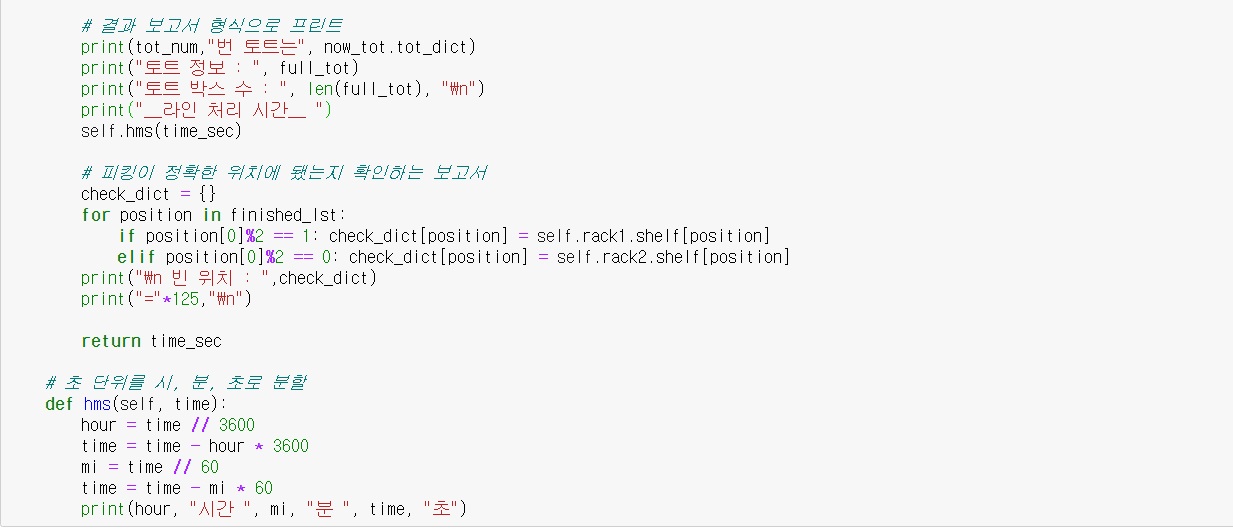 # 결과 보고서 형식으로 프린트
print(tot_num,"번 토트는", now_tot.tot_dict)
print("토트 정보 : ", full_tot)
print("토트 박스 수 : ", len(full_tot), "₩n")
print("__라인 처리 시간__ ")
self.hms(time_sec)
# 피킹이 정확한 위치에 됐는지 확인하는 보고서
check_dict = {}
for position in finished_lst:
if position[0]%2 == 1: check_dict[position] = self.rack1.shelf[position]
elif position[0]%2 == 0: check_dict[position] = self.rack2.shelf[position]
print("₩n 빈 위치 : ",check_dict)
print("="*125,"₩n")
return time_sec
# 초 단위를 시, 분, 초로 분할
def hms(self, time):
hour = time // 3600
time = time - hour * 3600
mi = time // 60
time = time - mi * 60
print(hour, "시간 ", mi, "분 ", time, "초")